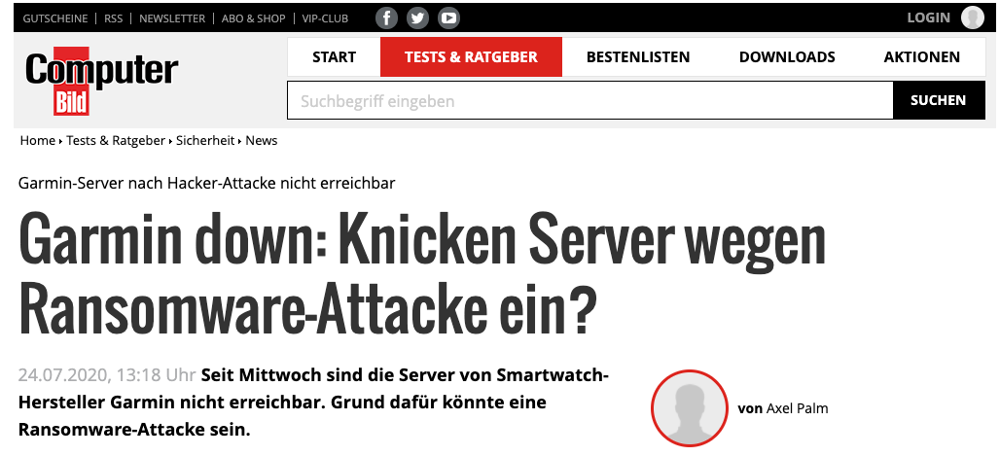 GUTSCHEINE | RSS | NEWSLETTER | ABO & SHOP | VIP-CLUB
LOGIN
Computer
Bild
START TESTS & RATGEBER BESTENLISTEN DOWNLOADS AKTIONEN
Suchbegriff eingeben SUCHEN
Home Tests & Ratgeber Sicherheit News
Garmin-Server nach Hacker-Attacke nicht erreichbar
Garmin down: Knicken Server wegen
Ransomware-Attacke ein?
24.07.2020, 13:18 Uhr Seit Mittwoch sind die Server von Smartwatch-
Hersteller Garmin nicht erreichbar. Grund dafür könnte eine
Ransomware-Attacke sein.
von Axel Palm